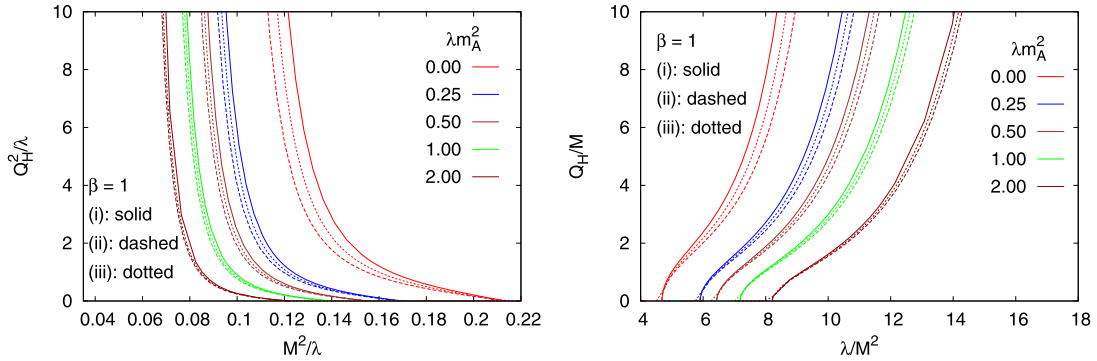 10
8
6
4
2
0
Q_H^2/λ
0.04 0.06 0.08 0.1 0.12 0.14 0.16 0.18 0.2 0.22
M^2/λ
λm_A^2
0.00
0.25
0.50
1.00
2.00
β = 1
(i): solid
(ii): dashed
(iii): dotted
10
8
6
4
2
0
Q_H/M
4 6 8 10 12 14 16 18
λ/M^2
β = 1
(i): solid
(ii): dashed
(iii): dotted
λm_A^2
0.00
0.25
0.50
1.00
2.00